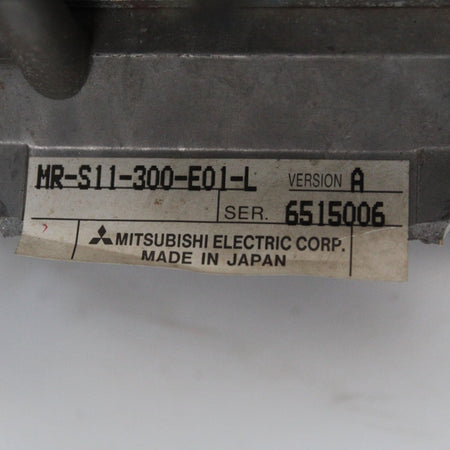 MR-S11-300-E01-L VERSION A
SER. 6515006
MITSUBISHI ELECTRIC CORP.
MADE IN JAPAN